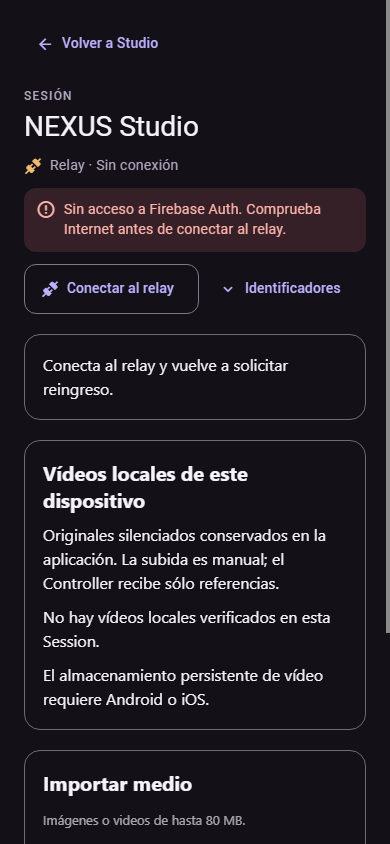 Volver a Studio
SESIÓN
NEXUS Studio
Relay · Sin conexión
Sin acceso a Firebase Auth. Comprueba
Internet antes de conectar al relay.
Conectar al relay
Identificadores
Conecta al relay y vuelve a solicitar
reingreso.
Vídeos locales de este
dispositivo
Originales silenciados conservados en la
aplicación. La subida es manual; el
Controller recibe sólo referencias.
No hay vídeos locales verificados en esta
Session.
El almacenamiento persistente de vídeo
requiere Android o iOS.
Importar medio
Imágenes o videos de hasta 80 MB.